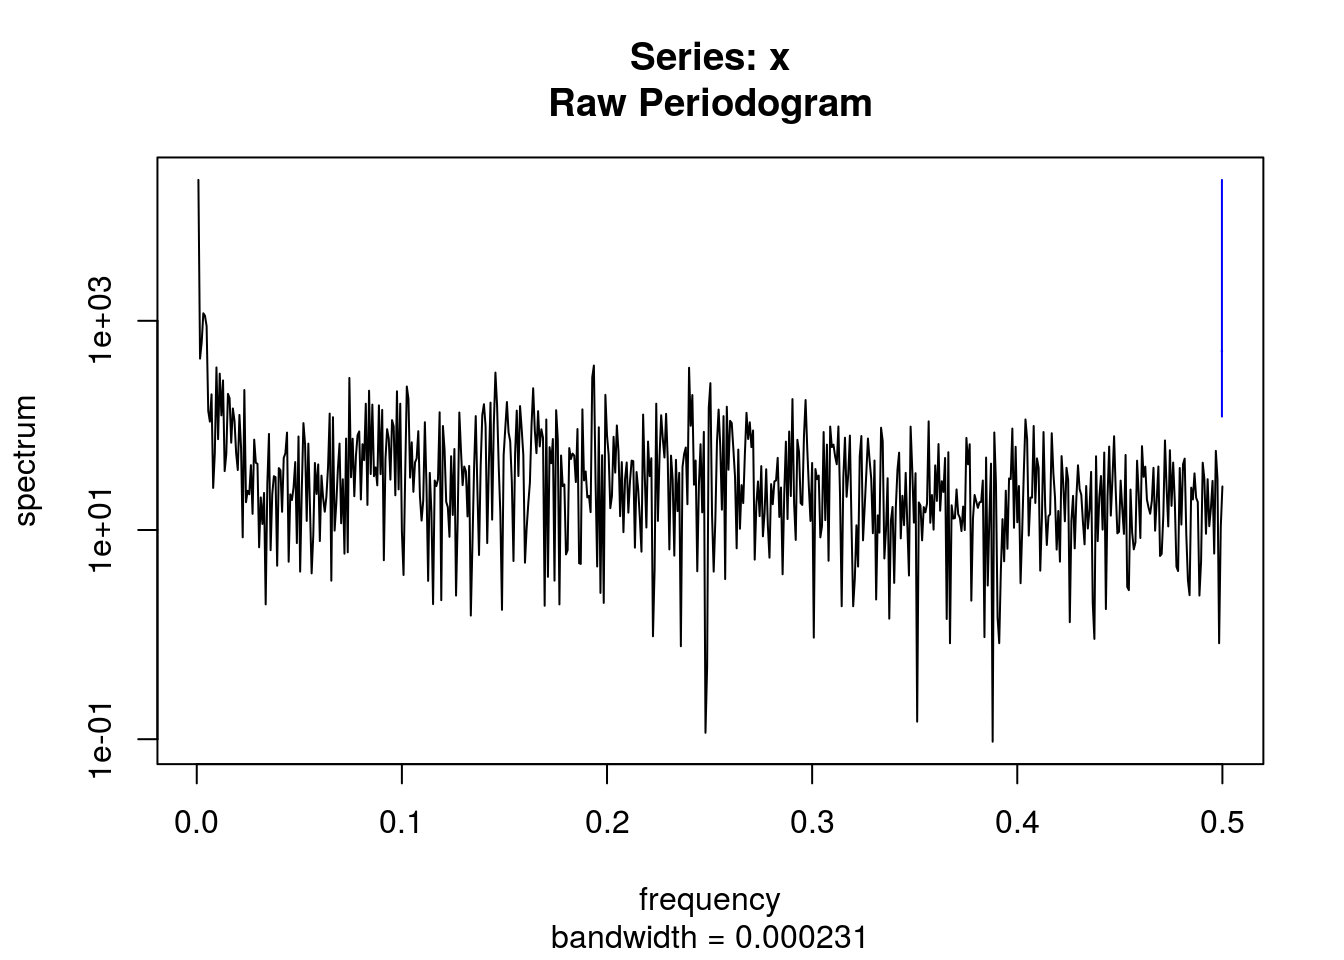 Series: x
Raw Periodogram
spectrum
1e+03
1e+01
1e-01
0.0 0.1 0.2 0.3 0.4 0.5
frequency
bandwidth = 0.000231